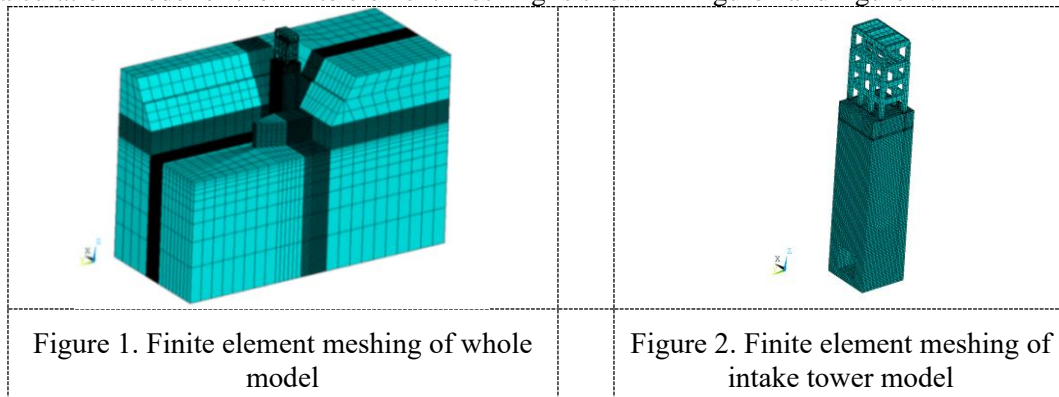 Figure 1. Finite element meshing of whole
model
Figure 2. Finite element meshing of
intake tower model
X
Z
X
Z